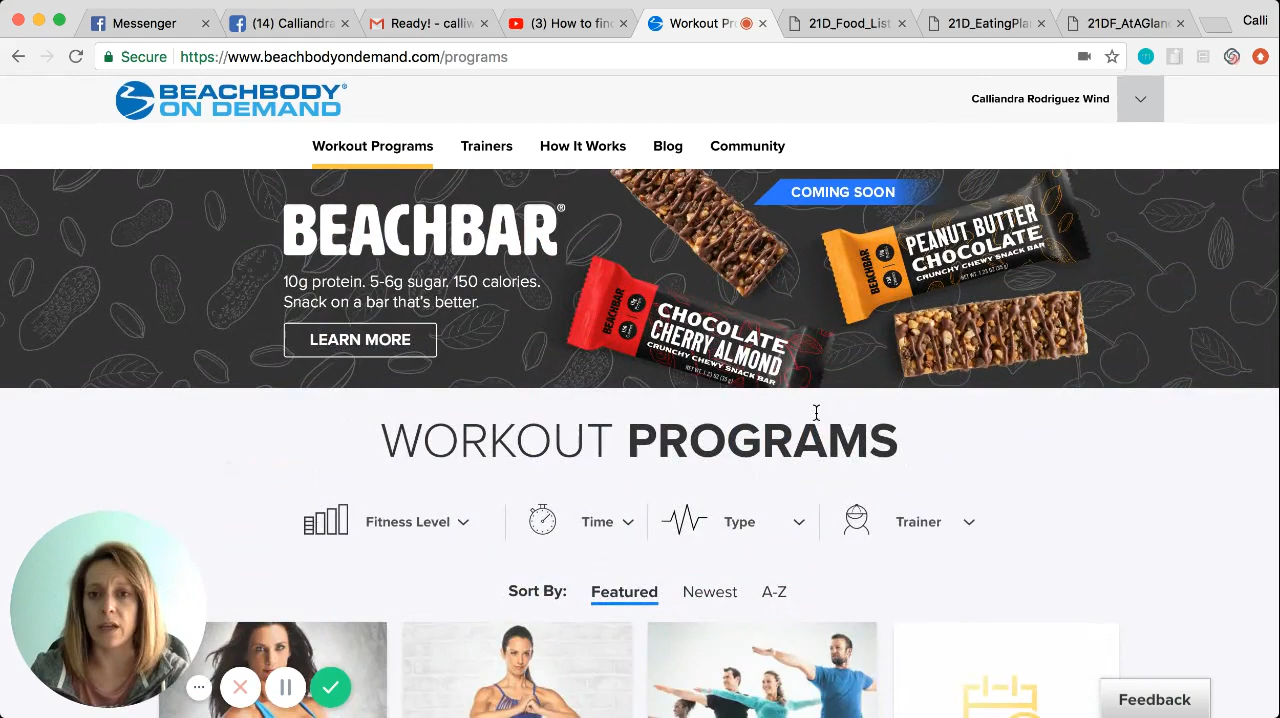 Messenger
(14) Calliandra
Ready! - calliw
(3) How to find
Workout Pr
21D_Food_List
21D_EatingPla
21DF_AtAGlan
Calli
Secure
https://www.beachbodyondemand.com/programs
BEACHBODY®
ON DEMAND
Calliandra Rodriguez Wind
Workout Programs
Trainers
How It Works
Blog
Community
COMING SOON
BEACHBAR®
10g protein. 5-6g sugar. 150 calories.
Snack on a bar that's better.
LEARN MORE
BEACHBAR
CHOCOLATE
CHERRY ALMOND
CRUNCHY CHEWY SNACK BAR
BEACHBAR
PEANUT BUTTER
CHOCOLATE
CRUNCHY CHEWY SNACK BAR
WORKOUT PROGRAMS
Fitness Level
Time
Type
Trainer
Sort By:
Featured
Newest
A-Z
Feedback